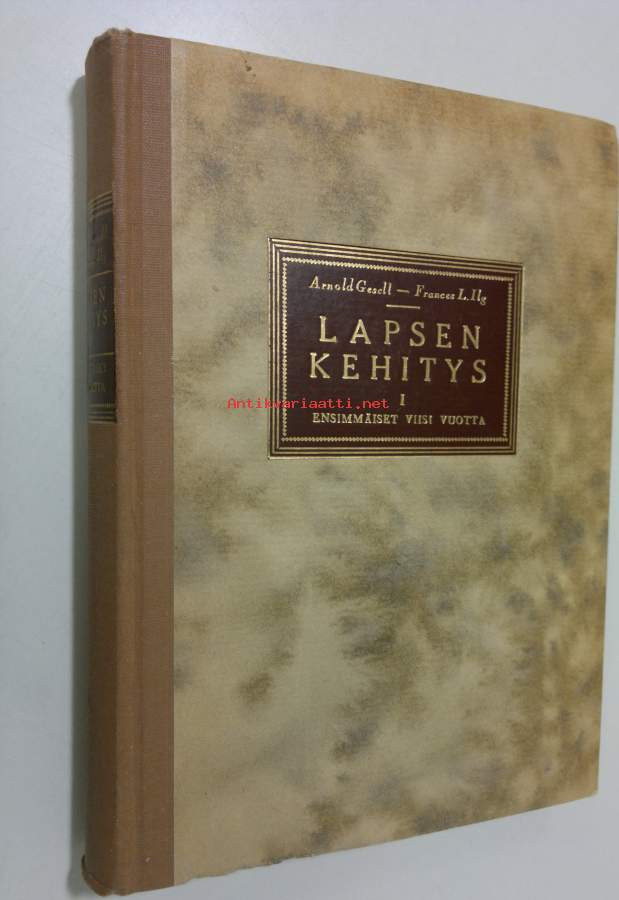 Arnold Gesell — Frances L. Ilg
LAPSEN
KEHITYS
I
Antikvariaatti.net
ENSIMMÄISET VIISI VUOTTA